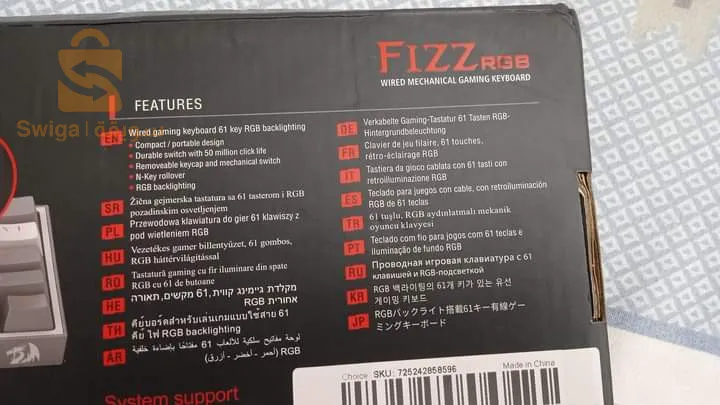 FIZZ RGB
WIRED MECHANICAL GAMING KEYBOARD
Swiga سويقة
FEATURES
EN Wired gaming keyboard 61 key RGB backlighting
• Compact / portable design
• Durable switch with 50 million click life
• Removeable keycap and mechanical switch
• N-Key rollover
• RGB backlighting
SR Žična gejmerska tastatura sa 61 tasterom i RGB
pozadinskim osvetljenjem
PL Przewodowa klawiatura do gier 61 klawiszy z
pod wietleniem RGB
HU Vezetékes gamer billentyűzet, 61 gombos,
RGB háttérvilágítással
RO Tastatură gaming cu fir iluminare din spate
RGB cu 61 de butoane
HE מקלדת גיימינג קווית, 61 מקשים, תאורה
אחורית RGB
TH คีย์บอร์ดสำหรับเล่นเกมแบบใช้สาย 61
คีย์ ไฟ RGB backlighting
AR لوحة مفاتيح سلكية للألعاب 61 مفتاحًا بإضاءة خلفية
RGB (أحمر - أخضر - أزرق)
DE Verkabelte Gaming-Tastatur 61 Tasten RGB-
Hintergrundbeleuchtung
FR Clavier de jeu filaire, 61 touches,
rétro-éclairage RGB
IT Tastiera da gioco cablata con 61 tasti con
retroilluminazione RGB
ES Teclado para juegos con cable, con retroiluminación
RGB de 61 teclas
TR 61 tuşlu, RGB aydınlatmalı mekanik
oyuncu klavyesi
PT Teclado com fio para jogos com 61 teclas e
iluminação de fundo RGB
RU Проводная игровая клавиатура с 61
клавишей и RGB-подсветкой
KR RGB 백라이팅의 61개 키가 있는 유선
게이밍 키보드
JP RGBバックライト搭載61キー有線ゲー
ミングキーボード
System support
Choice SKU: 725242858596 Made in China